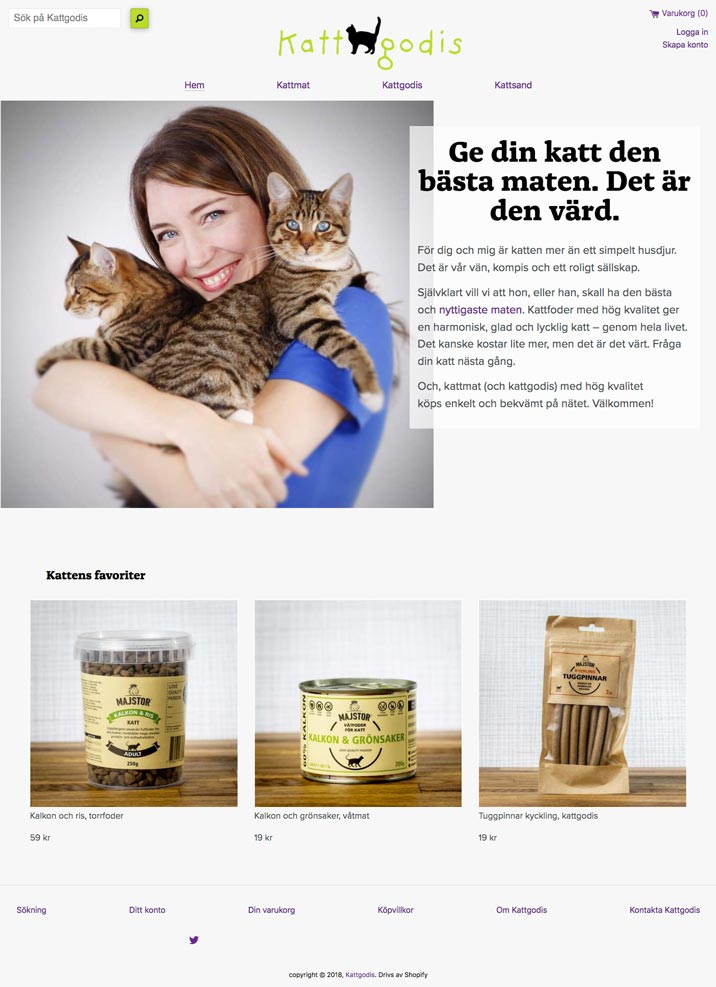 Sök på Kattgodis
Kattgodis
Varukorg (0)
Logga in
Skapa konto
Hem
Kattmat
Kattgodis
Kattsand
Ge din katt den
bästa maten. Det är
den värd.
För dig och mig är katten mer än ett simpelt husdjur.
Det är vår vän, kompis och ett roligt sällskap.
Självklart vill vi att hon, eller han, skall ha den bästa
och nyttigaste maten. Kattfoder med hög kvalitet ger
en harmonisk, glad och lycklig katt – genom hela livet.
Det kanske kostar lite mer, men det är det värt. Fråga
din katt nästa gång.
Och, kattmat (och kattgodis) med hög kvalitet
köps enkelt och bekvämt på nätet. Välkommen!
Kattens favoriter
MAJSTOR
KALKON & RIS
KATT
ADULT
250g
LOVE
QUALITY
PASSION
60% KALKON
MAJSTOR
VÅTFODER
FÖR KATT
KALKON & GRÖNSAKER
LOVE QUALITY PASSION
200g
MAJSTOR
KYCKLING
TUGGPINNAR
Kalkon och ris, torrfoder
59 kr
Kalkon och grönsaker, våtmat
19 kr
Tuggpinnar kyckling, kattgodis
19 kr
Sökning
Ditt konto
Din varukorg
Köpvillkor
Om Kattgodis
Kontakta Kattgodis
copyright © 2018, Kattgodis. Drivs av Shopify